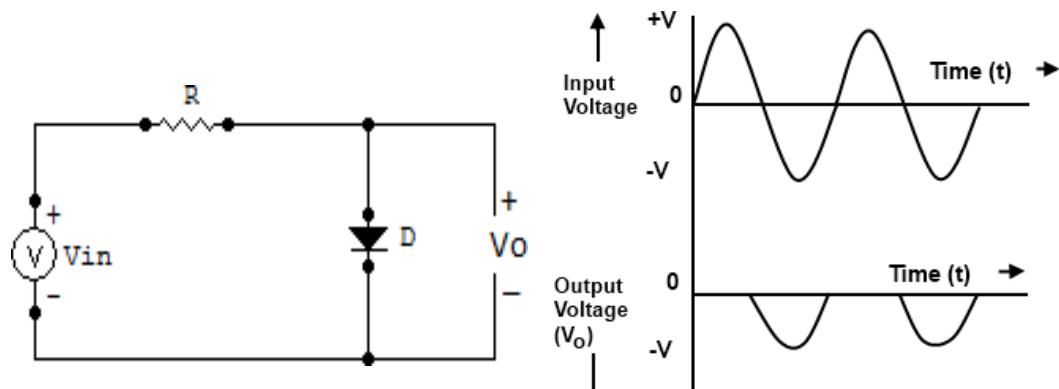 R
+
V
Vin
-
D
+
Vo
-
+V
Input
Voltage
0
Time (t)
-V
0
Time (t)
Output
Voltage
(Vo)
-V